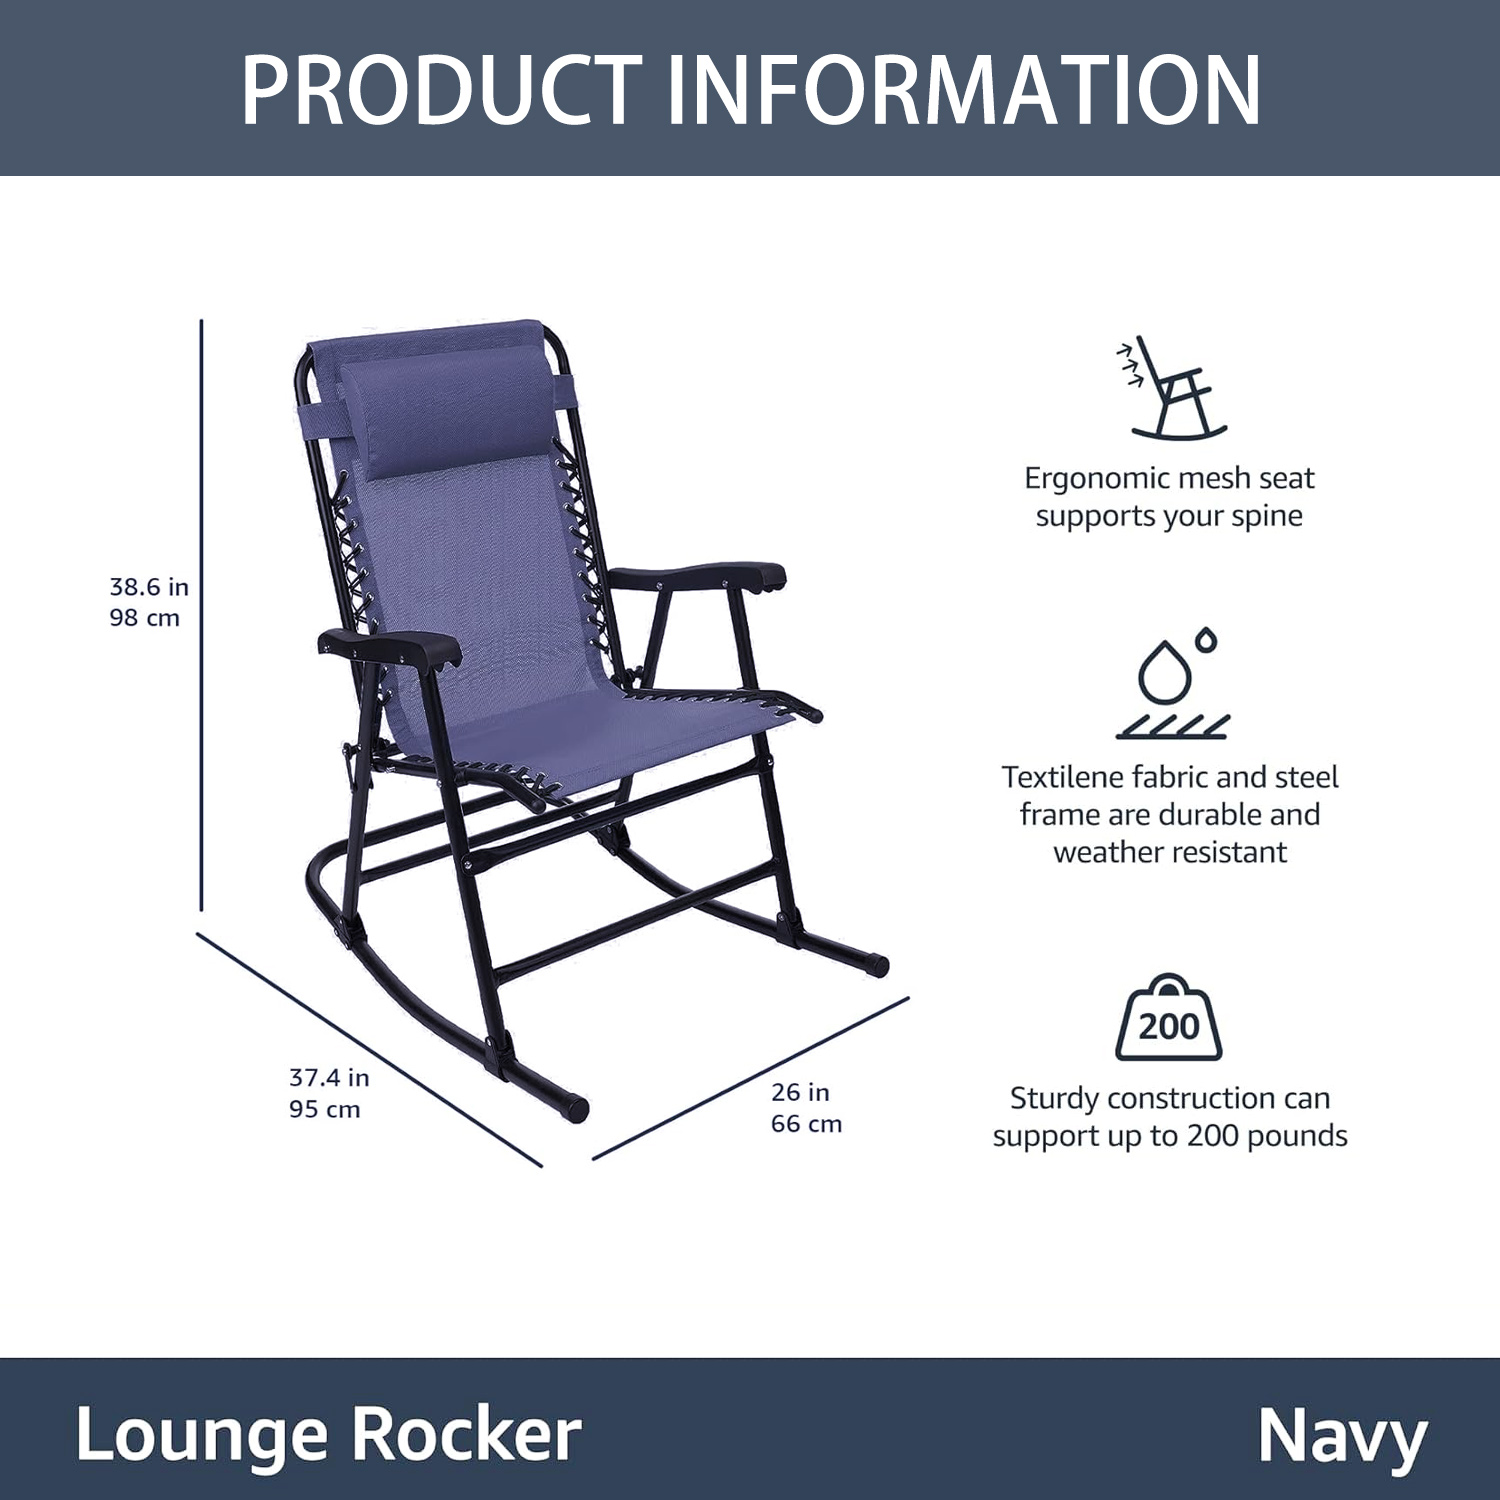 PRODUCT INFORMATION
38.6 in
98 cm
37.4 in
95 cm
26 in
66 cm
Ergonomic mesh seat
supports your spine
Textilene fabric and steel
frame are durable and
weather resistant
200
Sturdy construction can
support up to 200 pounds
Lounge Rocker
Navy